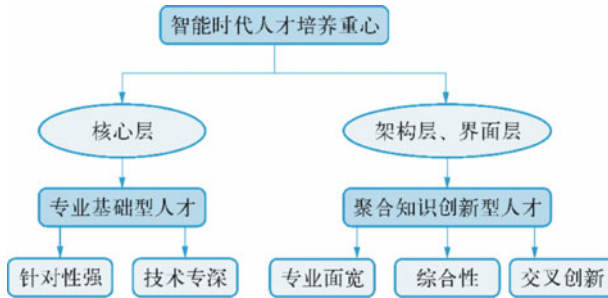 智能时代人才培养重心
核心层
架构层、界面层
专业基础型人才
聚合知识创新型人才
针对性强
技术专深
专业面宽
综合性
交叉创新